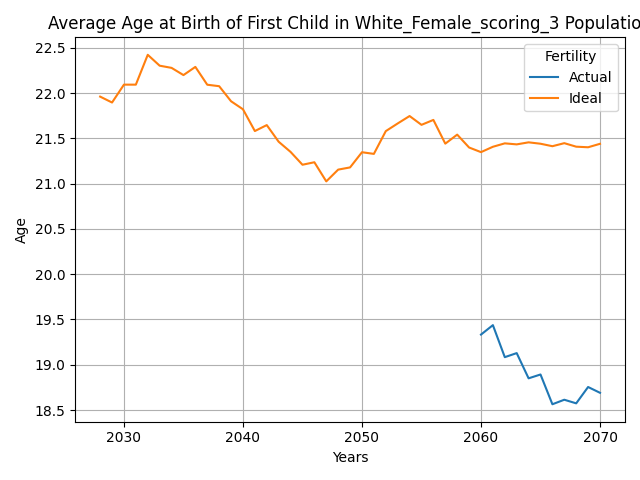 Average Age at Birth of First Child in White_Female_scoring_3 Populatio
Fertility
Actual
Ideal
22.5
22.0
21.5
21.0
20.5
20.0
19.5
19.0
18.5
Age
2030 2040 2050 2060 2070
Years